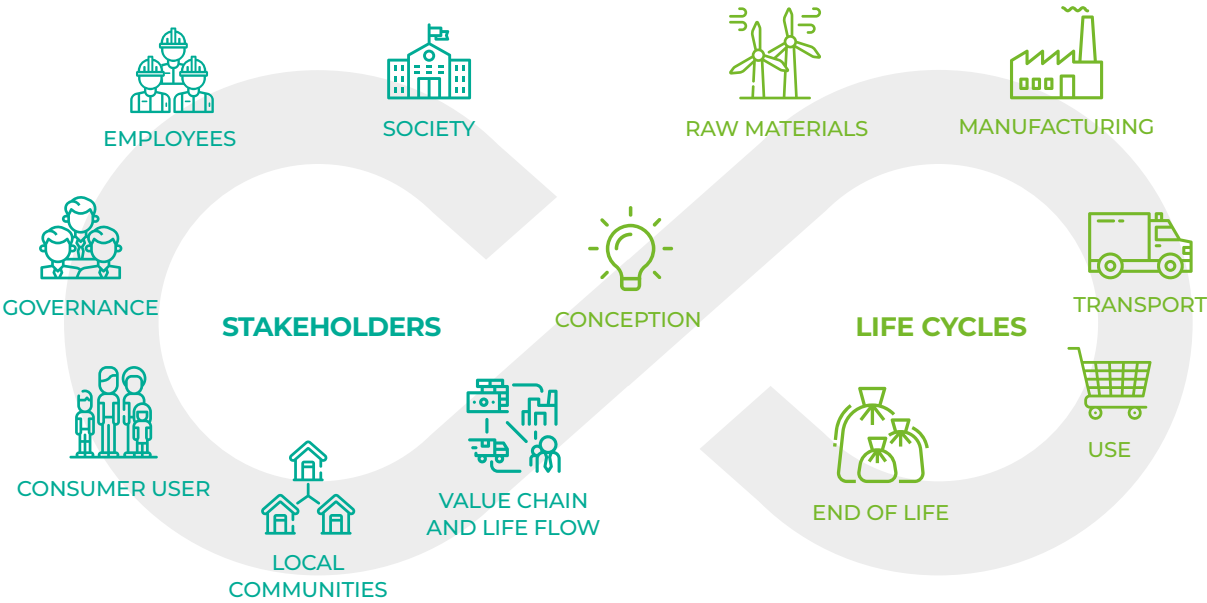 EMPLOYEES
SOCIETY
RAW MATERIALS
MANUFACTURING
GOVERNANCE
STAKEHOLDERS
CONCEPTION
LIFE CYCLES
TRANSPORT
CONSUMER USER
LOCAL
COMMUNITIES
VALUE CHAIN
AND LIFE FLOW
END OF LIFE
USE